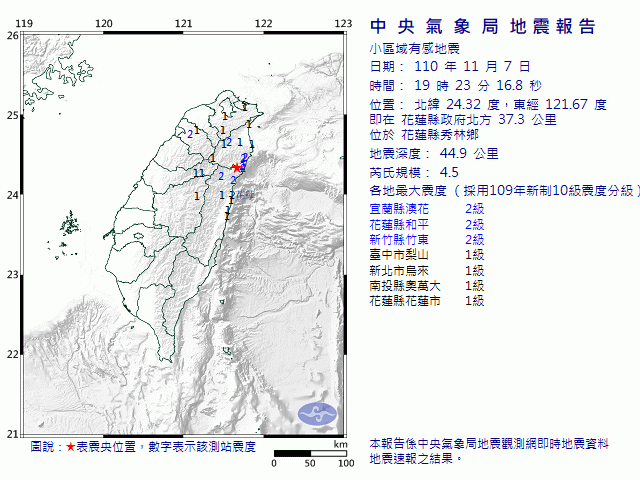 中 央 氣 象 局 地 震 報 告
小區域有感地震
日期： 110 年 11 月 7 日
時間： 19 時 23 分 16.8 秒
位置： 北緯 24.32 度，東經 121.67 度
即在 花蓮縣政府北方 37.3 公里
位於 花蓮縣秀林鄉
地震深度： 44.9 公里
芮氏規模： 4.5
各地最大震度（採用109年新制10級震度分級）
宜蘭縣澳花 2級
花蓮縣和平 2級
新竹縣竹東 2級
臺中市梨山 1級
新北市烏來 1級
南投縣奧萬大 1級
花蓮縣花蓮市 1級
本報告係中央氣象局地震觀測網即時地震資料
地震速報之結果。
119 120 121 122 123
26
25
24
23
22
21
圖說：★表震央位置，數字表示該測站震度
km
0 50 100